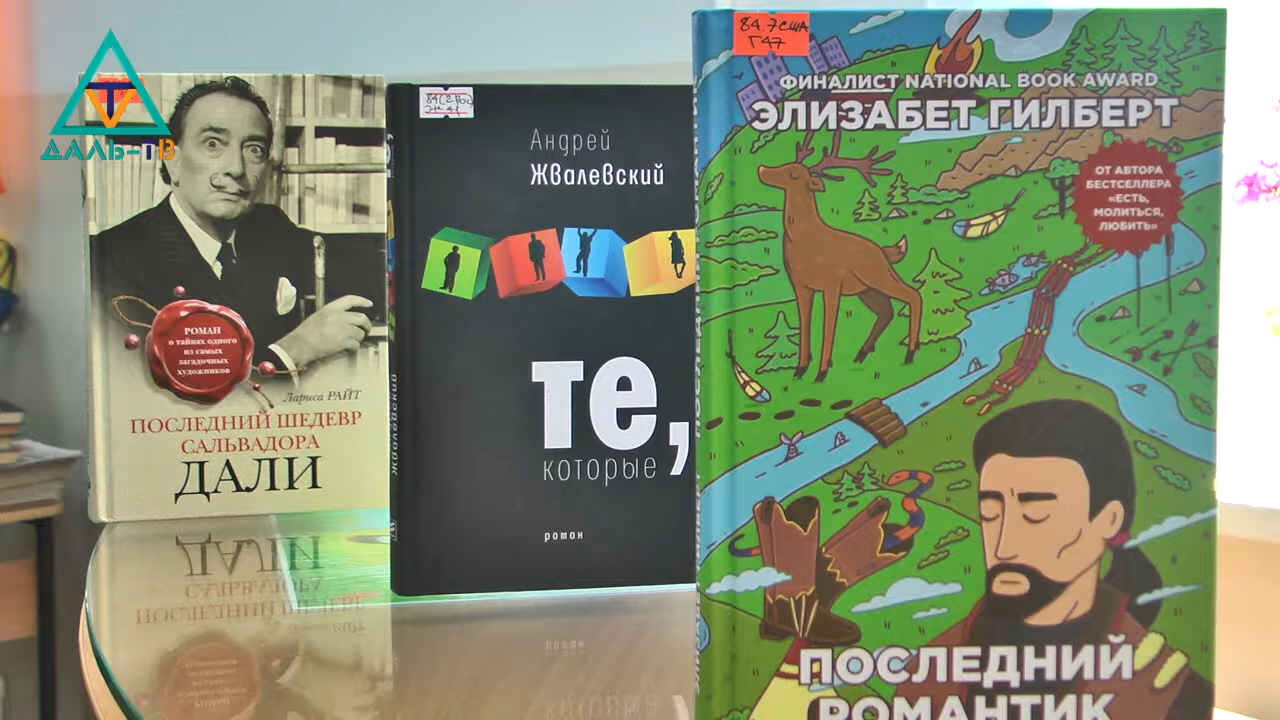 ДАЛЬ-ТВ
РОМАН
о тайнах одного
из самых
загадочных
художников
Лариса РАЙТ
ПОСЛЕДНИЙ ШЕДЕВР
САЛЬВАДОРА
ДАЛИ
Андрей
Жвалевский
те,
которые
роман
84.7США
Г47
ФИНАЛИСТ NATIONAL BOOK AWARD
ЭЛИЗАБЕТ ГИЛБЕРТ
ОТ АВТОРА
БЕСТСЕЛЛЕРА
«ЕСТЬ,
МОЛИТЬСЯ,
ЛЮБИТЬ»
ПОСЛЕДНИЙ
РОМАНТИК